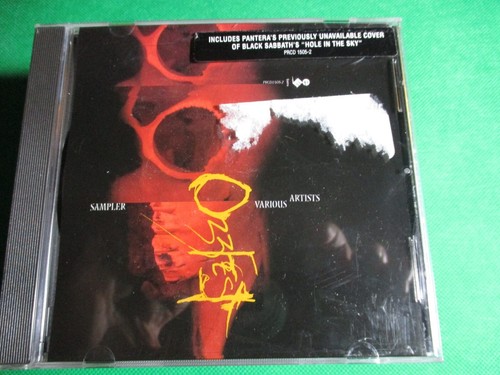 INCLUDES PANTERA'S PREVIOUSLY UNAVAILABLE COVER
OF BLACK SABBATH'S "HOLE IN THE SKY"
PRCD 1505-2
SAMPLER
VARIOUS ARTISTS
Ozzfest